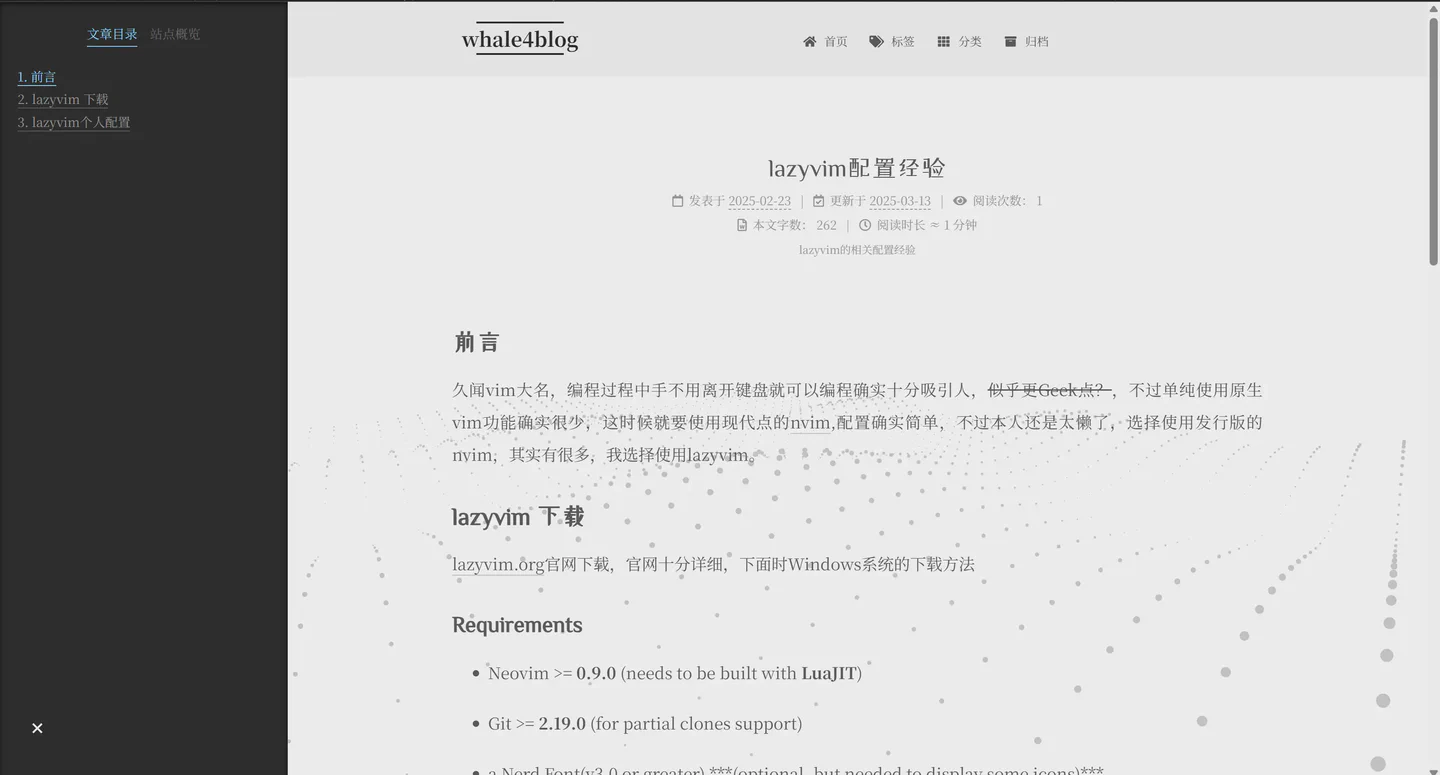 文章目录 站点概览
1. 前言
2. lazyvim 下载
3. lazyvim个人配置
whale4blog
首页 标签 分类 归档
lazyvim配置经验
发表于 2025-02-23 | 更新于 2025-03-13 | 阅读次数： 1
本文字数： 262 | 阅读时长 ≈ 1 分钟
lazyvim的相关配置经验
前言
久闻vim大名，编程过程中手不用离开键盘就可以编程确实十分吸引人，似乎更Geek点？，不过单纯使用原生
vim功能确实很少，这时候就要使用现代点的nvim,配置确实简单，不过本人还是太懒了，选择使用发行版的
nvim，其实有很多，我选择使用lazyvim。
lazyvim 下载
lazyvim.org官网下载，官网十分详细，下面时Windows系统的下载方法
Requirements
• Neovim >= 0.9.0 (needs to be built with LuaJIT)
• Git >= 2.19.0 (for partial clones support)
• a Nerd Font(v3.0 or greater) ***(optional, but needed to display some icons)***